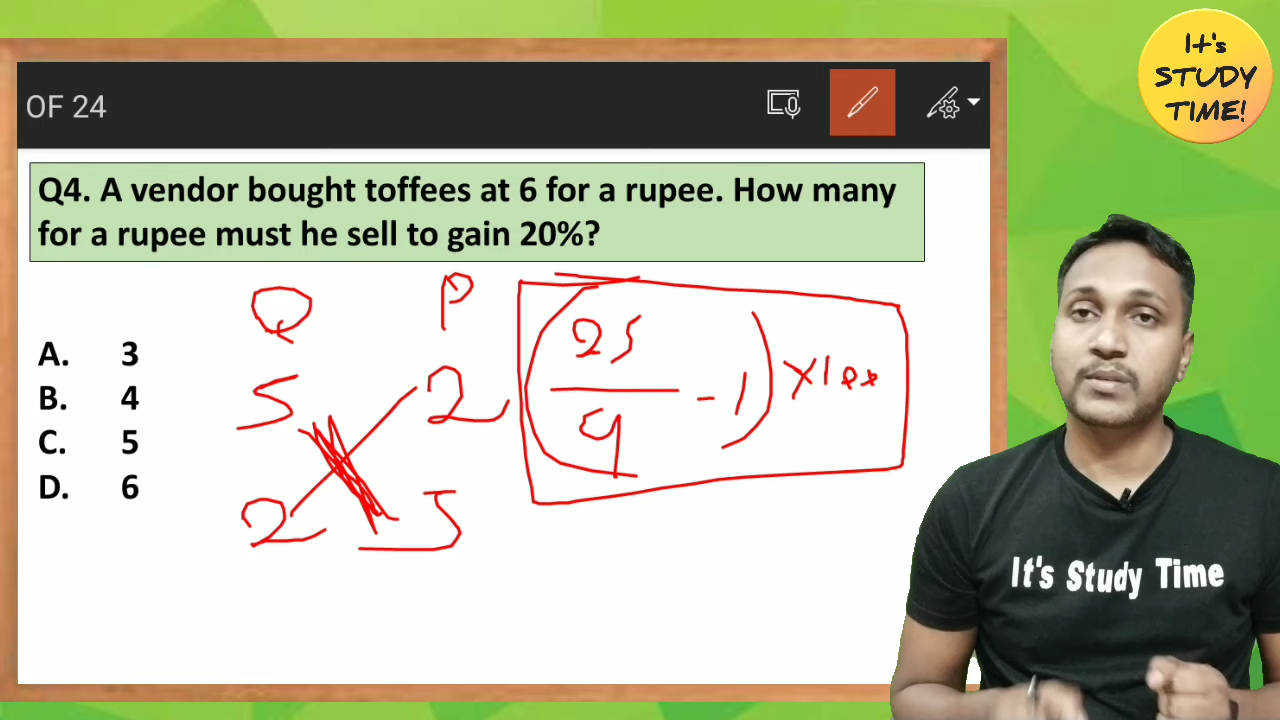 It's
STUDY
TIME!
OF 24
Q4. A vendor bought toffees at 6 for a rupee. How many
for a rupee must he sell to gain 20%?
Q P
A. 3
B. 4
C. 5
D. 6
5 2
2 5
25
- 1) ×100
It's Study Time